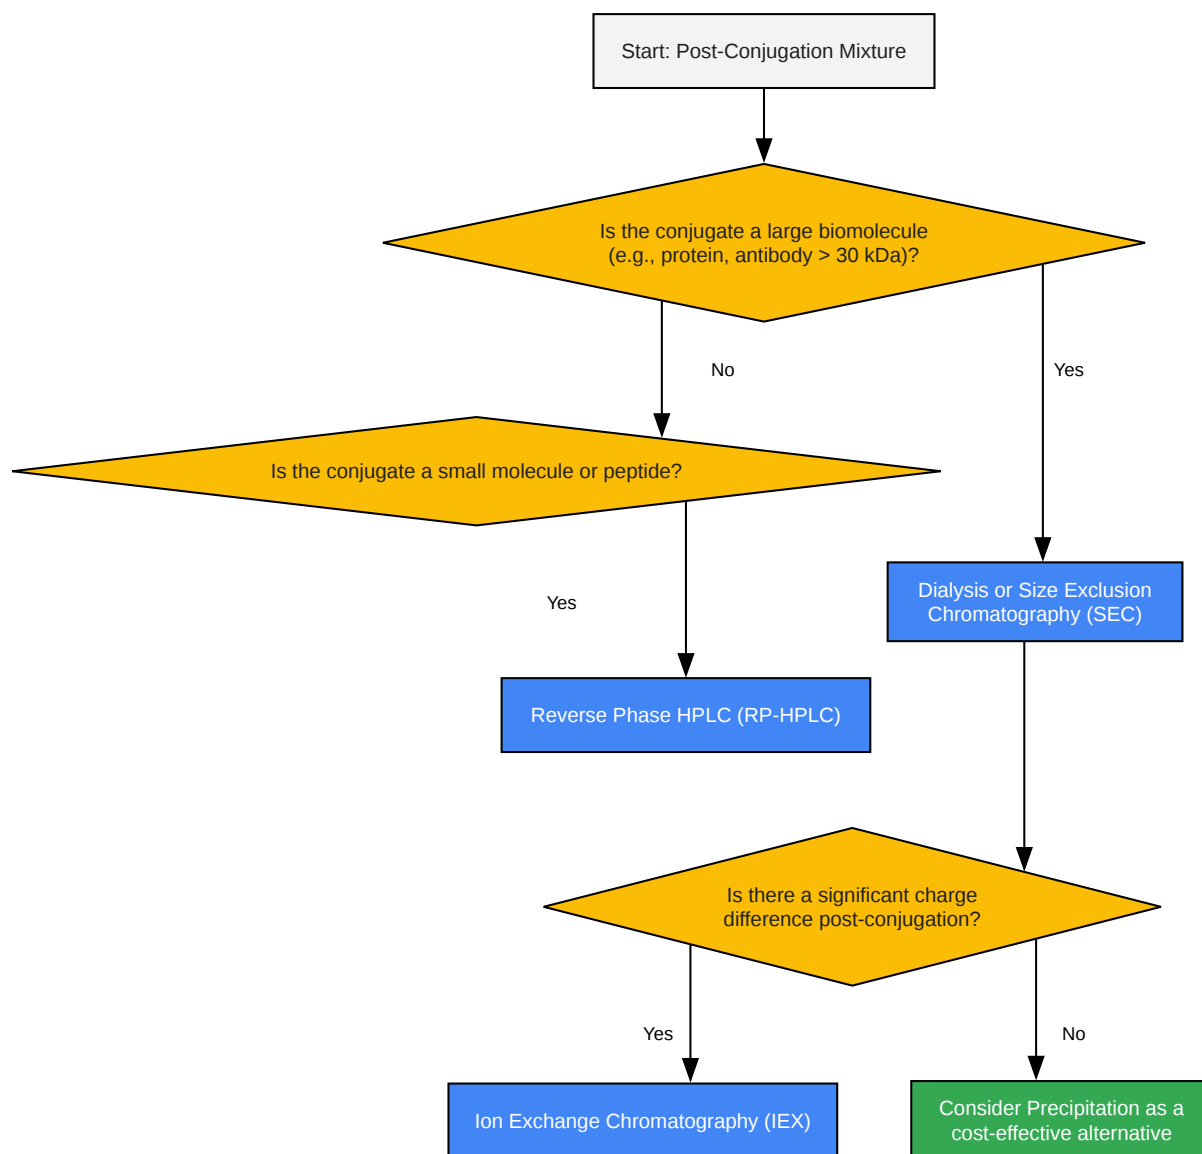 Start: Post-Conjugation Mixture
Is the conjugate a large biomolecule
(e.g., protein, antibody > 30 kDa)?
No
Yes
Is the conjugate a small molecule or peptide?
Yes
Dialysis or Size Exclusion
Chromatography (SEC)
Reverse Phase HPLC (RP-HPLC)
Is there a significant charge
difference post-conjugation?
Yes
No
Ion Exchange Chromatography (IEX)
Consider Precipitation as a
cost-effective alternative